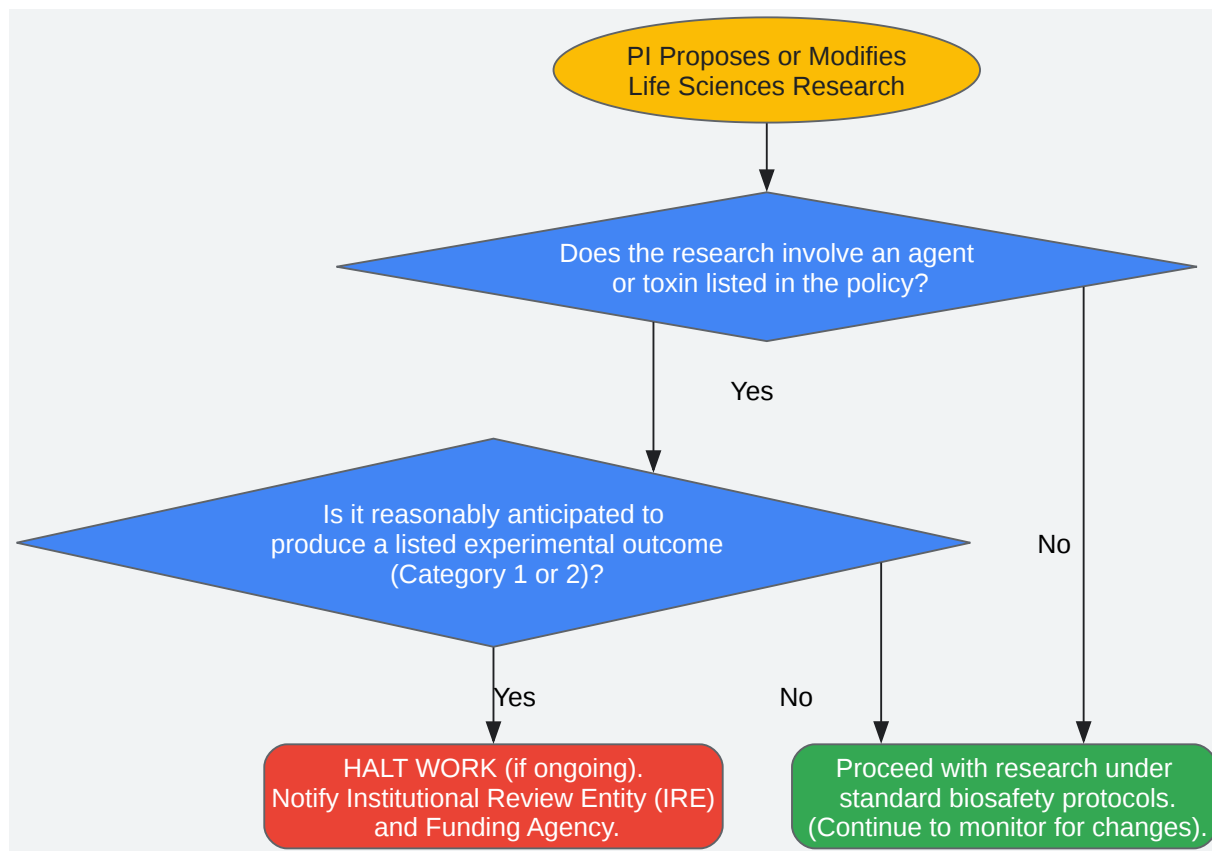 PI Proposes or Modifies
Life Sciences Research
Does the research involve an agent
or toxin listed in the policy?
Yes
Is it reasonably anticipated to
produce a listed experimental outcome
(Category 1 or 2)?
No
Yes
No
HALT WORK (if ongoing).
Notify Institutional Review Entity (IRE)
and Funding Agency.
Proceed with research under
standard biosafety protocols.
(Continue to monitor for changes).